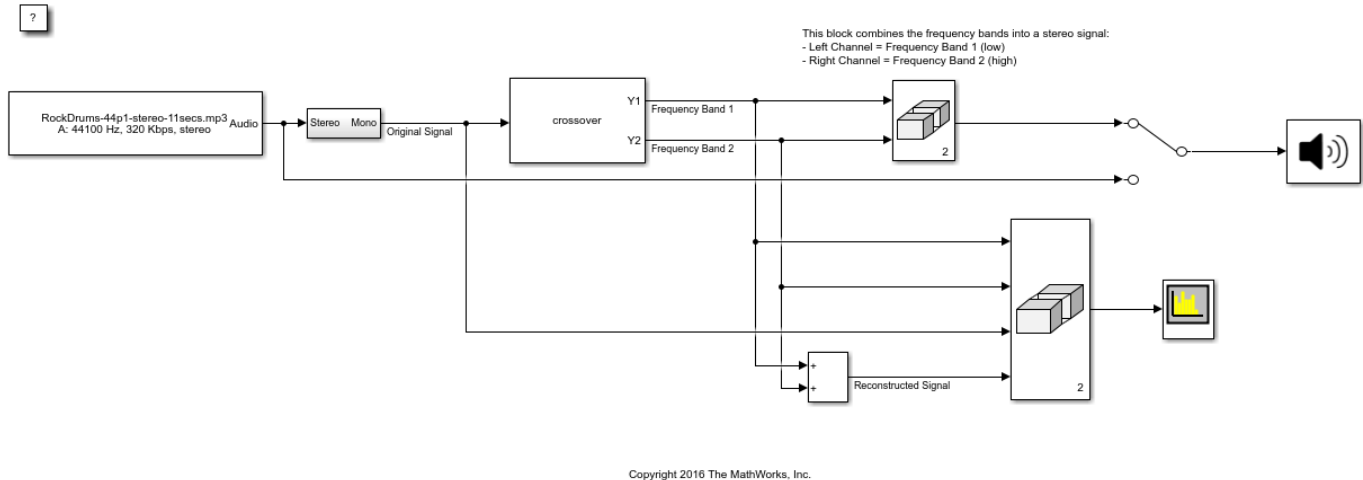 ?
This block combines the frequency bands into a stereo signal:
- Left Channel = Frequency Band 1 (low)
- Right Channel = Frequency Band 2 (high)
RockDrums-44p1-stereo-11secs.mp3
A: 44100 Hz, 320 Kbps, stereo
Audio
Stereo Mono
Original Signal
crossover
Y1
Y2
Frequency Band 1
Frequency Band 2
2
+
+
Reconstructed Signal
2
Copyright 2016 The MathWorks, Inc.